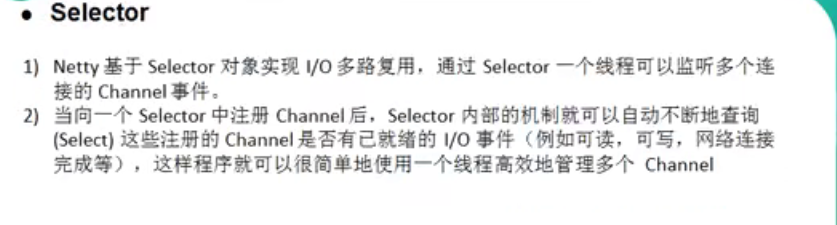 • Selector
1) Netty 基于 Selector 对象实现 I/O 多路复用，通过 Selector 一个线程可以监听多个连
接的 Channel 事件。
2) 当向一个 Selector 中注册 Channel 后，Selector 内部的机制就可以自动不断地查询
(Select) 这些注册的 Channel 是否有已就绪的 I/O 事件（例如可读，可写，网络连接
完成等），这样程序就可以很简单地使用一个线程高效地管理多个 Channel